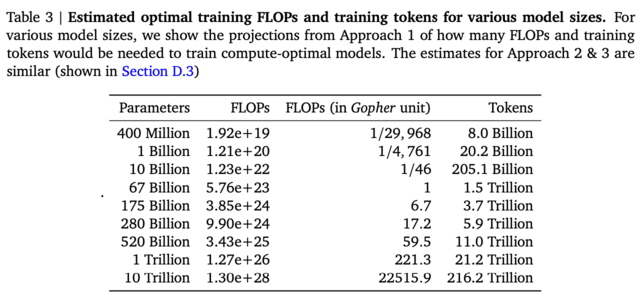 Table 3 | Estimated optimal training FLOPs and training tokens for various model sizes. For
various model sizes, we show the projections from Approach 1 of how many FLOPs and training
tokens would be needed to train compute-optimal models. The estimates for Approach 2 & 3 are
similar (shown in Section D.3)
Parameters FLOPs FLOPs (in Gopher unit) Tokens
400 Million 1.92e+19 1/29,968 8.0 Billion
1 Billion 1.21e+20 1/4,761 20.2 Billion
10 Billion 1.23e+22 1/46 205.1 Billion
67 Billion 5.76e+23 1 1.5 Trillion
175 Billion 3.85e+24 6.7 3.7 Trillion
280 Billion 9.90e+24 17.2 5.9 Trillion
520 Billion 3.43e+25 59.5 11.0 Trillion
1 Trillion 1.27e+26 221.3 21.2 Trillion
10 Trillion 1.30e+28 22515.9 216.2 Trillion